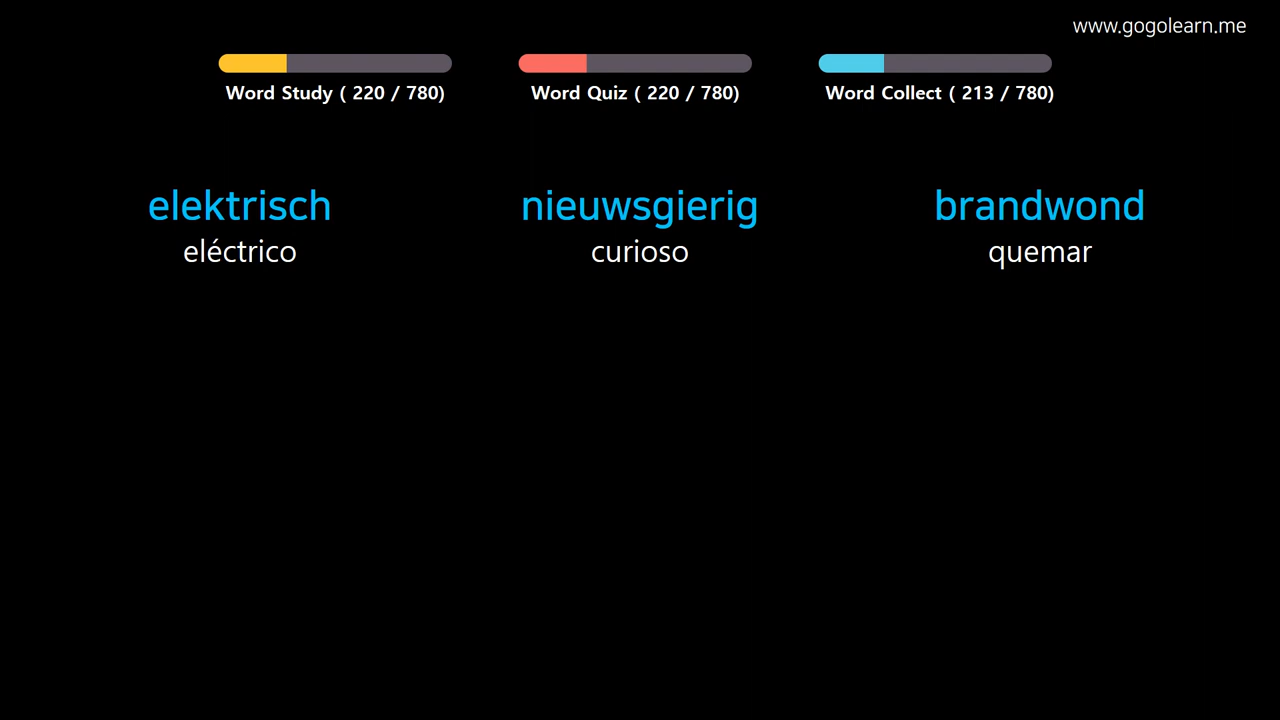 www.gogolearn.me
Word Study ( 220 / 780)
Word Quiz ( 220 / 780)
Word Collect ( 213 / 780)
elektrisch
eléctrico
nieuwsgierig
curioso
brandwond
quemar